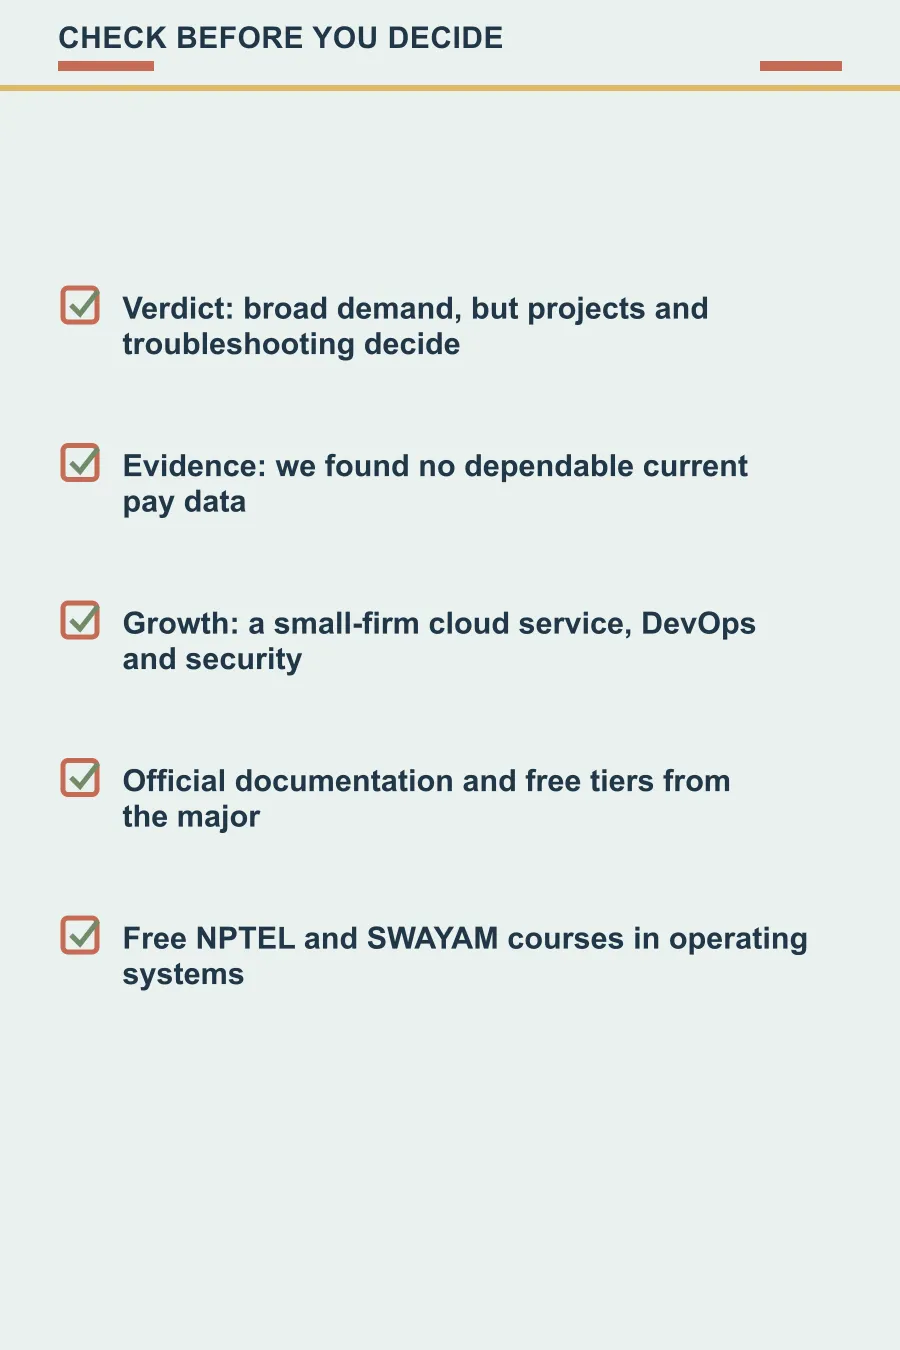 CHECK BEFORE YOU DECIDE
Verdict: broad demand, but projects and
troubleshooting decide
Evidence: we found no dependable current
pay data
Growth: a small-firm cloud service, DevOps
and security
Official documentation and free tiers from
the major
Free NPTEL and SWAYAM courses in operating
systems